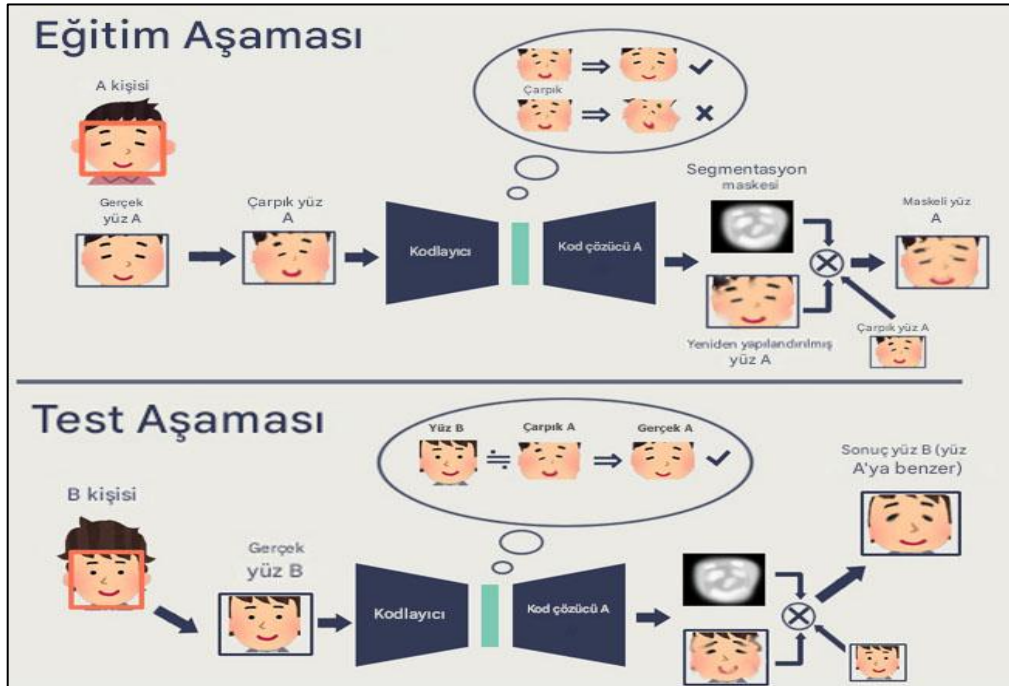 Eğitim Aşaması
A kişisi
Çarpık
Gerçek
yüz A
Çarpık yüz
A
Kodlayıcı
Kod çözücü A
Segmentasyon
maskesi
Maskeli yüz
A
Yeniden yapılandırılmış
yüz A
Çarpık yüz A
Test Aşaması
Yüz B
Çarpık A
Gerçek A
B kişisi
Gerçek
yüz B
Kodlayıcı
Kod çözücü A
Sonuç yüz B (yüz
A'ya benzer)